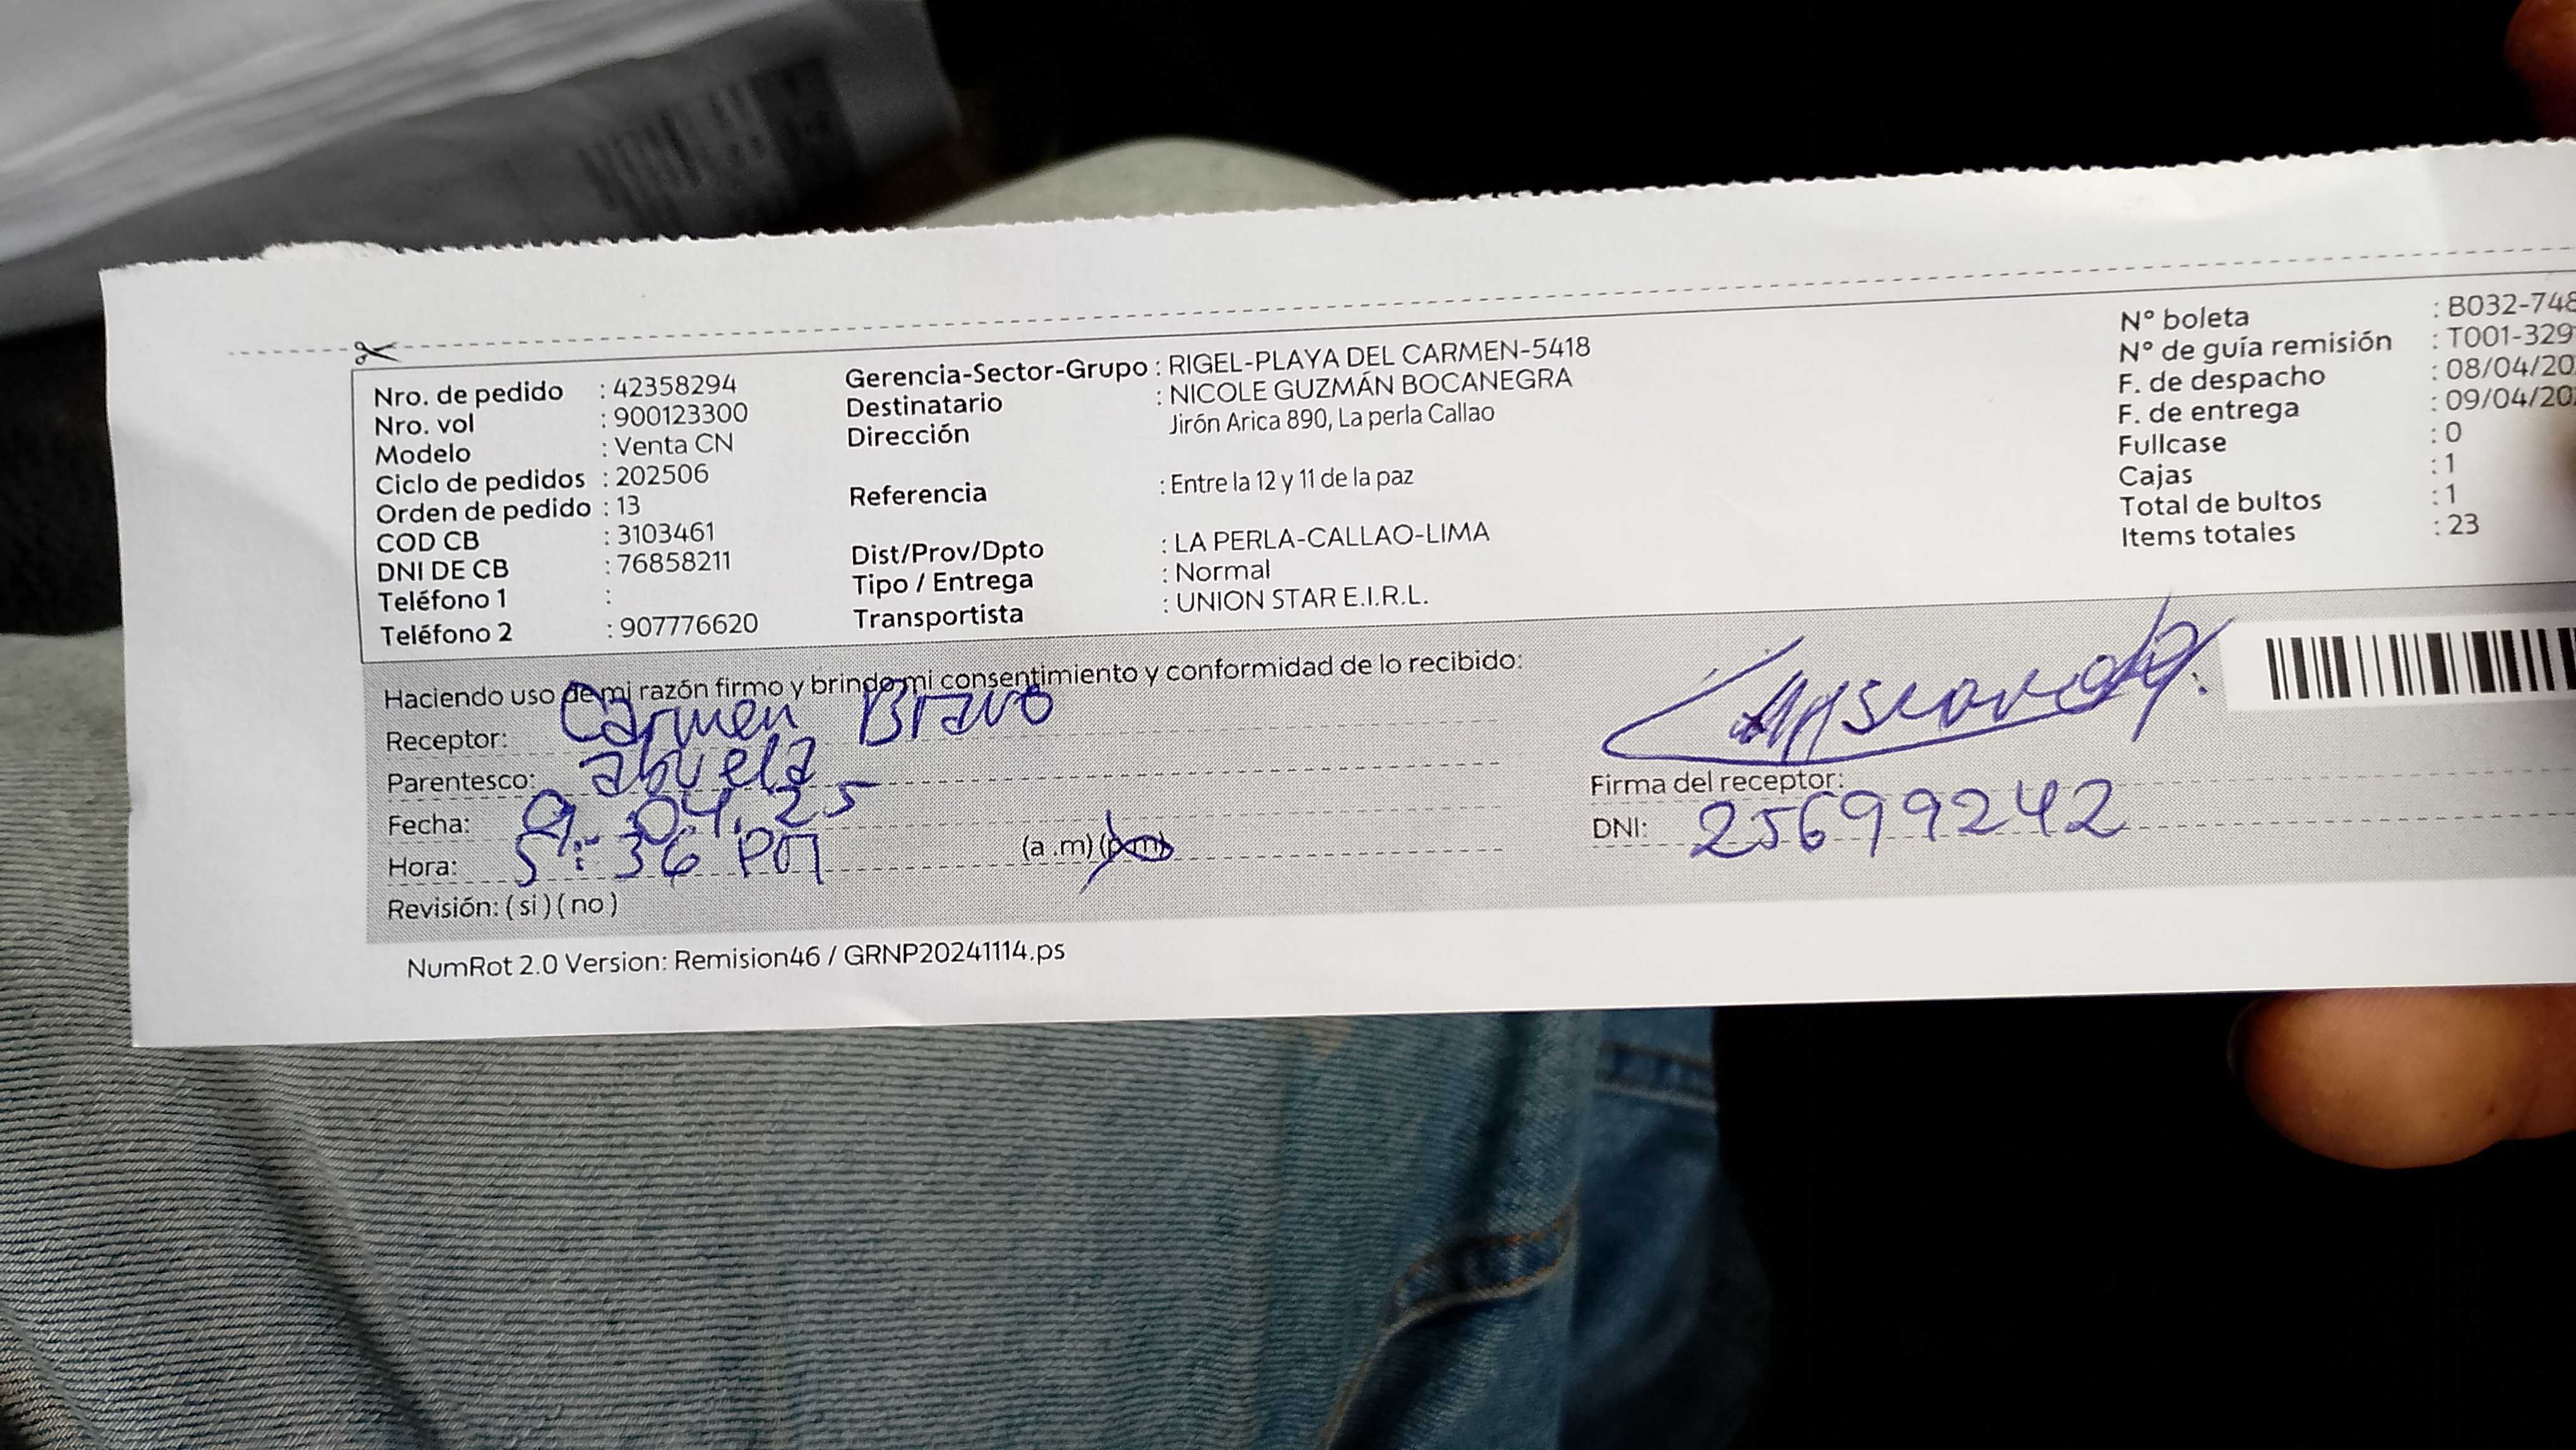 Nro. de pedido : 42358294
Nro. vol : 900123300
Modelo : Venta CN
Ciclo de pedidos : 202506
Orden de pedido : 13
COD CB : 3103461
DNI DE CB : 76858211
Teléfono 1 :
Teléfono 2 : 907776620
Gerencia-Sector-Grupo : RIGEL-PLAYA DEL CARMEN-5418
Destinatario : NICOLE GUZMÁN BOCANEGRA
Dirección Jirón Arica 890, La perla Callao
Referencia : Entre la 12 y 11 de la paz
Dist/Prov/Dpto : LA PERLA-CALLAO-LIMA
Tipo / Entrega : Normal
Transportista : UNION STAR E.I.R.L.
N° boleta : B032-748
N° de guía remisión : T001-329
F. de despacho : 08/04/20
F. de entrega : 09/04/20
Fullcase : 0
Cajas : 1
Total de bultos : 1
Items totales : 23
Haciendo uso de mi razón firmo y brindo mi consentimiento y conformidad de lo recibido:
Receptor: Carmen Bravo
Parentesco: abuela
Fecha: 09.04.25
Hora: 5:36 PM (a .m) (p.m)
Revisión: ( si ) ( no )
Firma del receptor:
DNI: 25699242
NumRot 2.0 Version: Remision46 / GRNP20241114.ps